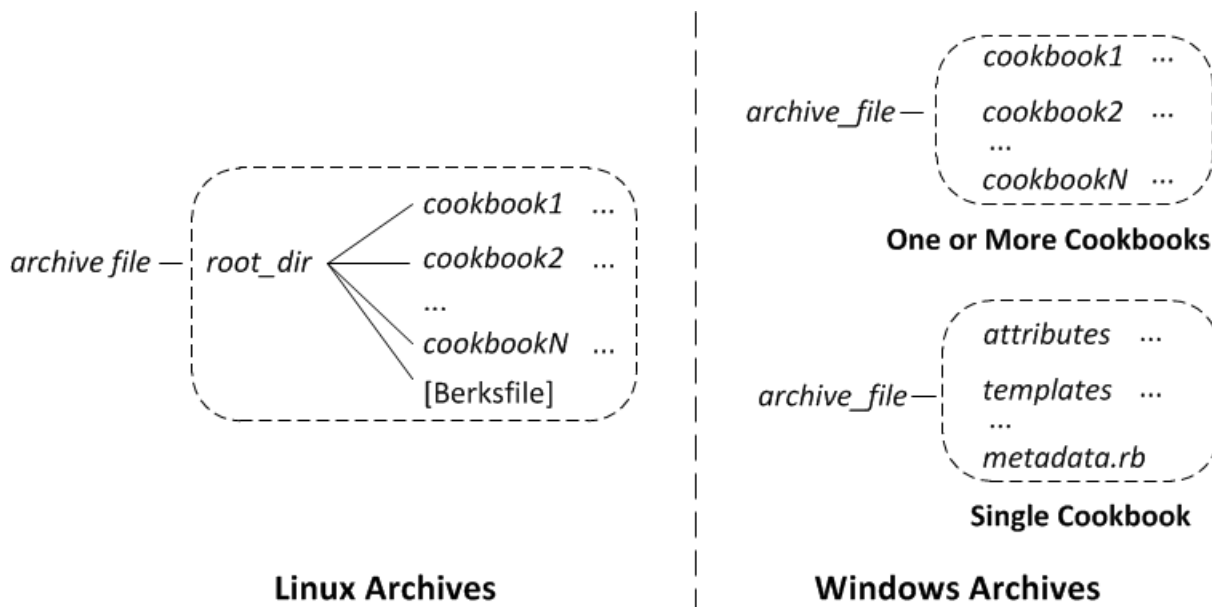 archive file
root_dir
cookbook1 ...
cookbook2 ...
...
cookbookN ...
[Berksfile]
Linux Archives
archive_file
cookbook1 ...
cookbook2 ...
...
cookbookN ...
One or More Cookbooks
archive_file
attributes ...
templates ...
...
metadata.rb
Single Cookbook
Windows Archives